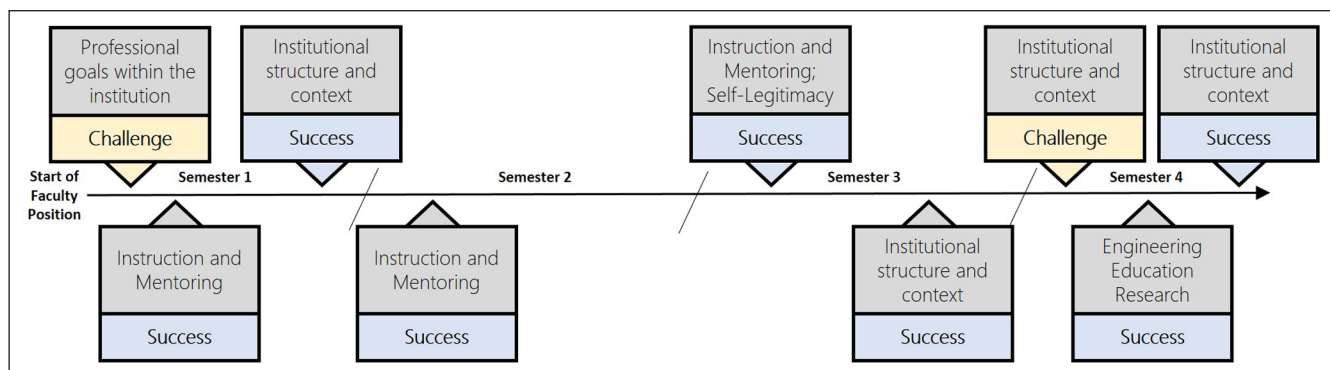 Professional
goals within the
institution
Challenge
Institutional
structure and
context
Success
Instruction and
Mentoring;
Self-Legitimacy
Success
Institutional
structure and
context
Challenge
Institutional
structure and
context
Success
Start of
Faculty
Position
Semester 1
Semester 2
Semester 3
Semester 4
Instruction and
Mentoring
Success
Instruction and
Mentoring
Success
Institutional
structure and
context
Success
Engineering
Education
Research
Success